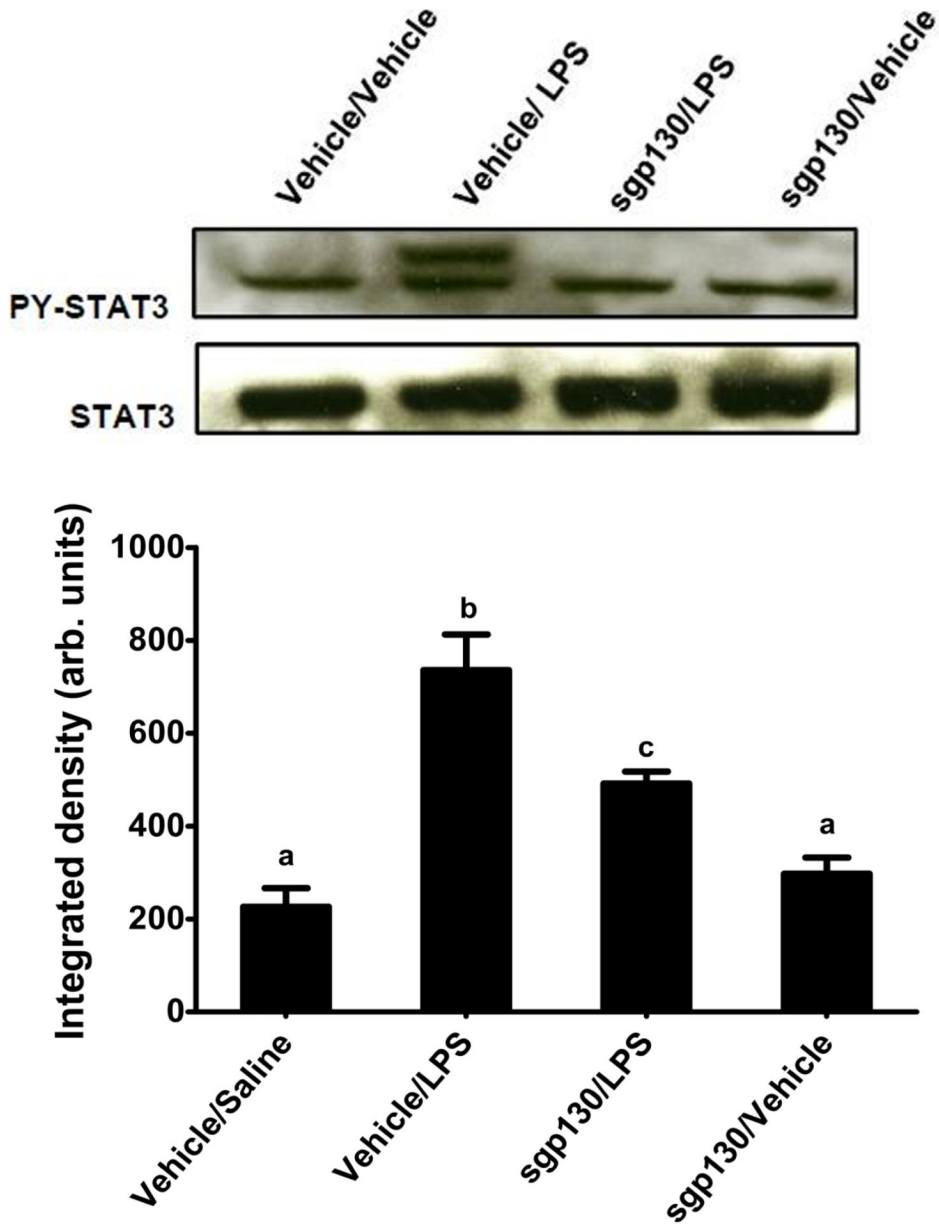 Vehicle/Vehicle
Vehicle/ LPS
sgp130/LPS
sgp130/Vehicle
PY-STAT3
STAT3
Integrated density (arb. units)
1000
800
600
400
200
0
a
b
c
a
Vehicle/Saline
Vehicle/LPS
sgp130/LPS
sgp130/Vehicle